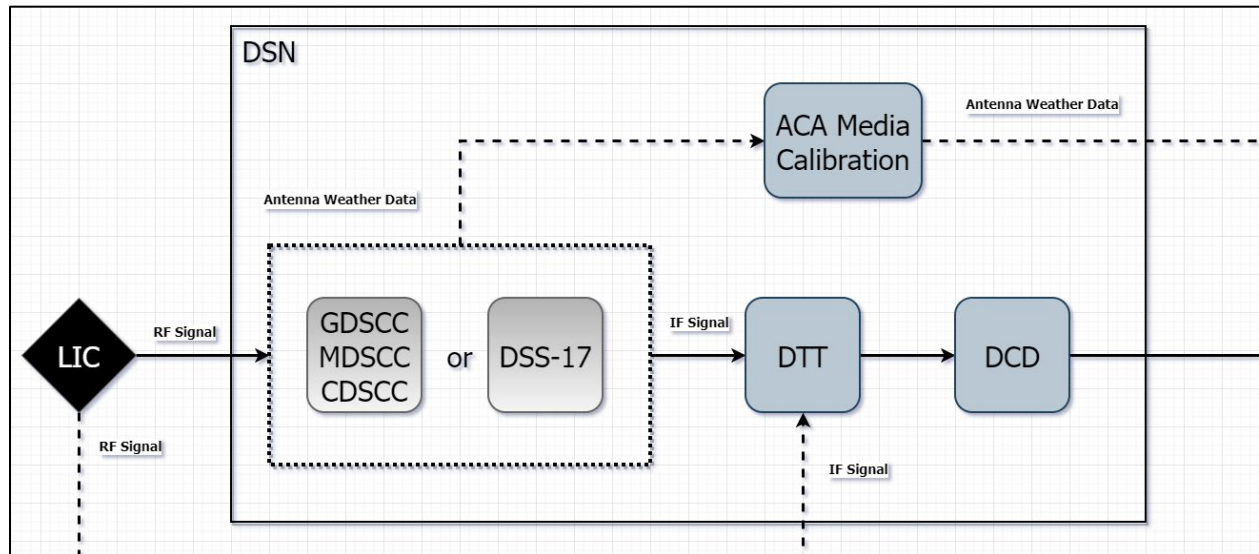 DSN
ACA Media
Calibration
Antenna Weather Data
Antenna Weather Data
LIC
RF Signal
GDSCC
MDSCC
CDSCC
or
DSS-17
IF Signal
DTT
DCD
RF Signal
IF Signal